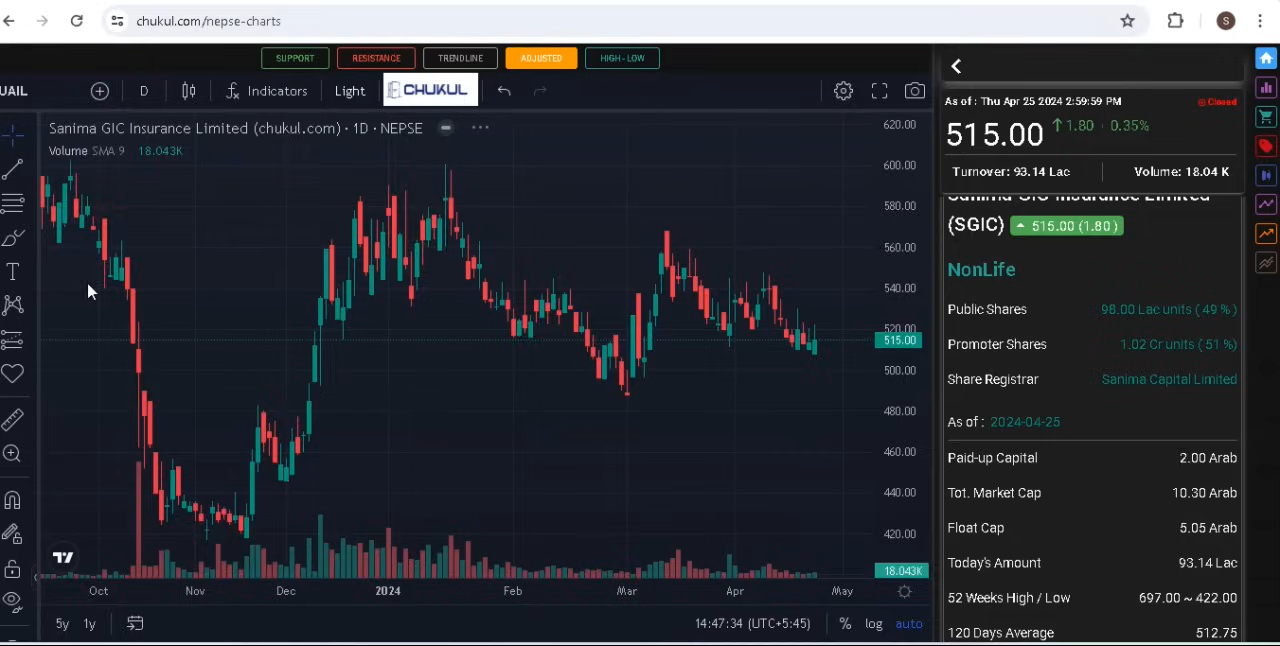 chukul.com/nepse-charts
S
SUPPORT RESISTANCE TRENDLINE ADJUSTED HIGH-LOW
UAIL D Indicators Light CHUKUL
Sanima GIC Insurance Limited (chukul.com) · 1D · NEPSE
Volume SMA 9 18.043K
620.00
600.00
580.00
560.00
540.00
520.00
515.00
500.00
480.00
460.00
440.00
420.00
18.043K
Oct Nov Dec 2024 Feb Mar Apr May
5y 1y 14:47:34 (UTC+5:45) % log auto
As of : Thu Apr 25 2024 2:59:59 PM Closed
515.00 1.80 0.35%
Turnover: 93.14 Lac Volume: 18.04 K
Sanima GIC Insurance Limited
(SGIC) 515.00 (1.80 )
NonLife
Public Shares 98.00 Lac units ( 49 % )
Promoter Shares 1.02 Cr units ( 51 %)
Share Registrar Sanima Capital Limited
As of : 2024-04-25
Paid-up Capital 2.00 Arab
Tot. Market Cap 10.30 Arab
Float Cap 5.05 Arab
Today's Amount 93.14 Lac
52 Weeks High / Low 697.00 ~ 422.00
120 Days Average 512.75